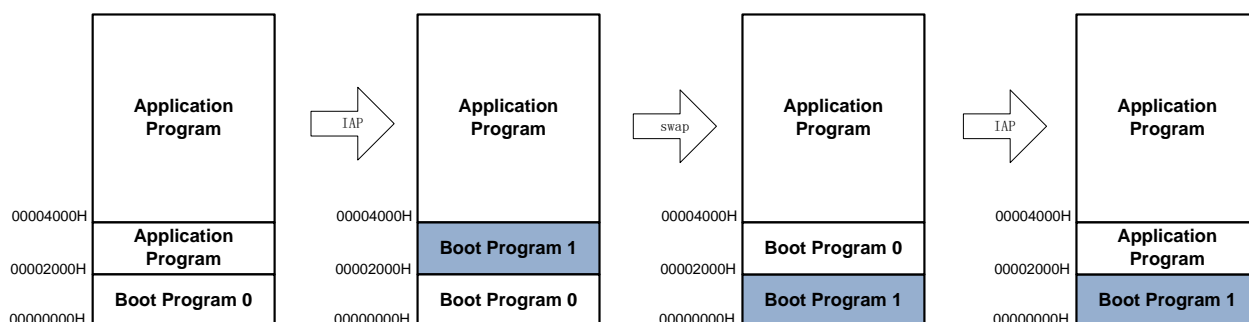 Application
Program
00004000H
Application
Program
00002000H
Boot Program 0
00000000H
IAP
Application
Program
00004000H
Boot Program 1
00002000H
Boot Program 0
00000000H
swap
Application
Program
00004000H
Boot Program 0
00002000H
Boot Program 1
00000000H
IAP
Application
Program
00004000H
Application
Program
00002000H
Boot Program 1
00000000H